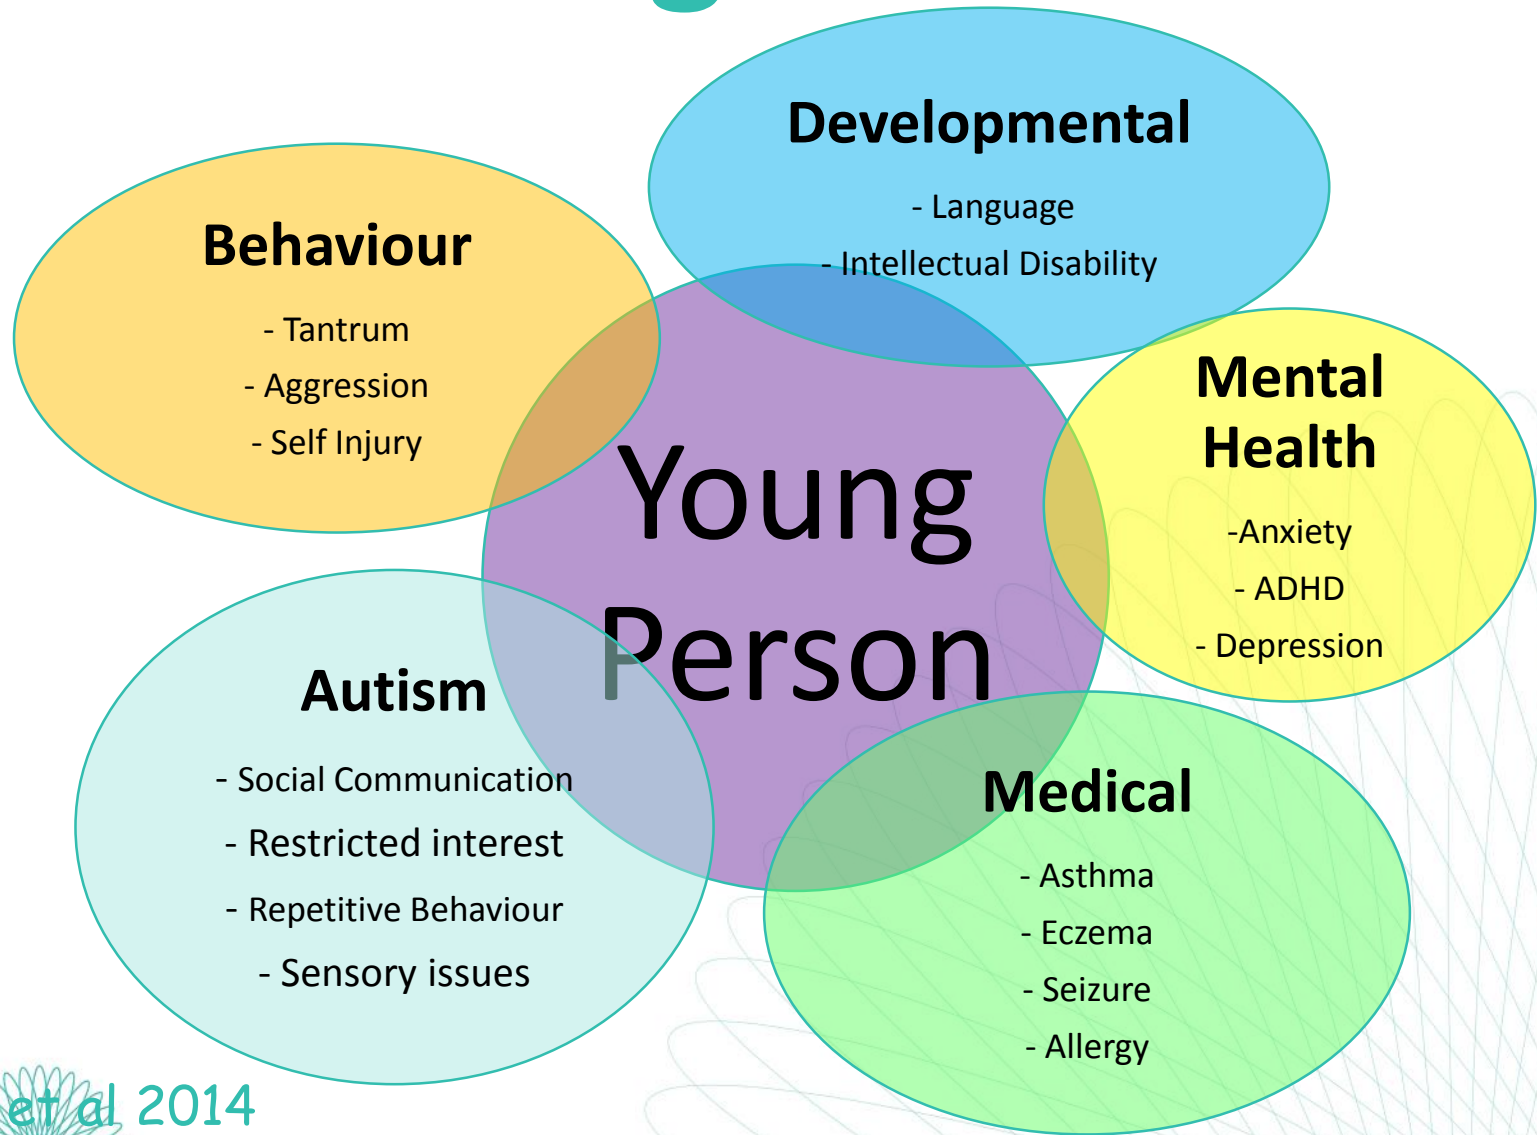 Developmental
- Language
- Intellectual Disability
Behaviour
- Tantrum
- Aggression
- Self Injury
Mental
Health
-Anxiety
- ADHD
- Depression
Young
Person
Autism
- Social Communication
- Restricted interest
- Repetitive Behaviour
- Sensory issues
Medical
- Asthma
- Eczema
- Seizure
- Allergy
et al 2014